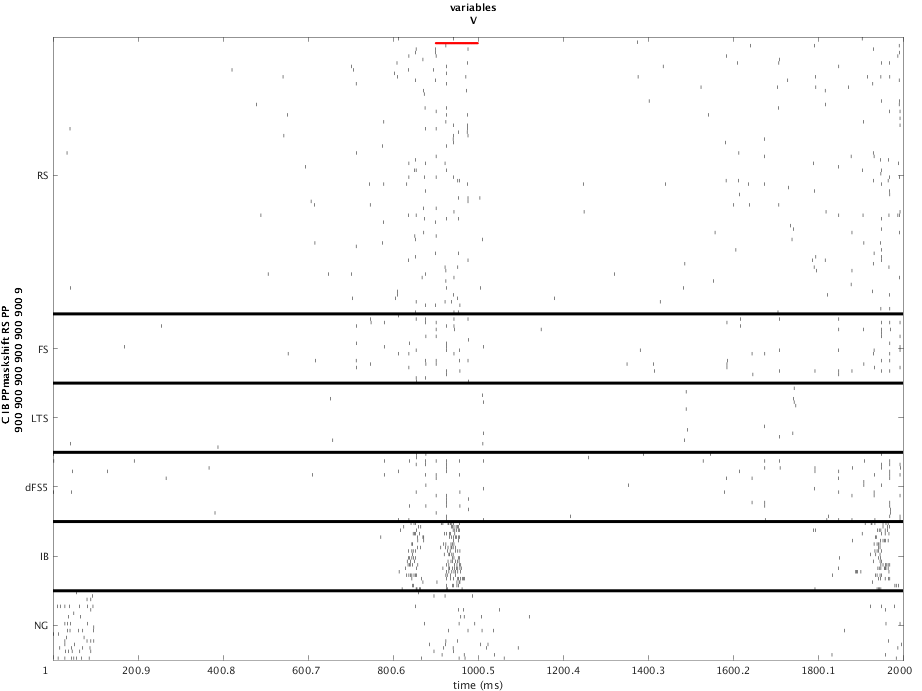 variables
V
C IB PPmaskshift RS PP
900 900 900 900 900 900 9
RS
FS
LTS
dFS5
IB
NG
1 200.9 400.8 600.7 800.6 1000.5 1200.4 1400.3 1600.2 1800.1 2000
time (ms)